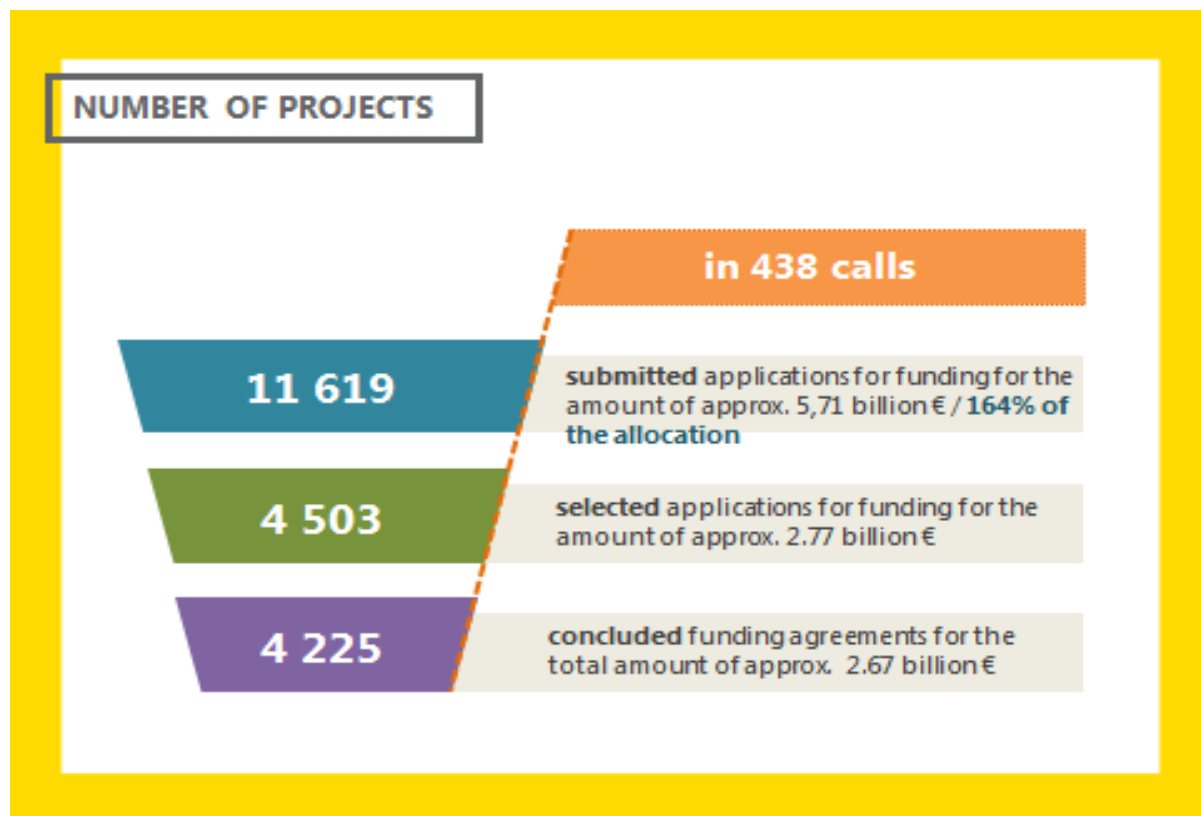 NUMBER OF PROJECTS
in 438 calls
11 619
submitted applications for funding for the
amount of approx. 5,71 billion € / 164% of
the allocation
4 503
selected applications for funding for the
amount of approx. 2.77 billion €
4 225
concluded funding agreements for the
total amount of approx. 2.67 billion €